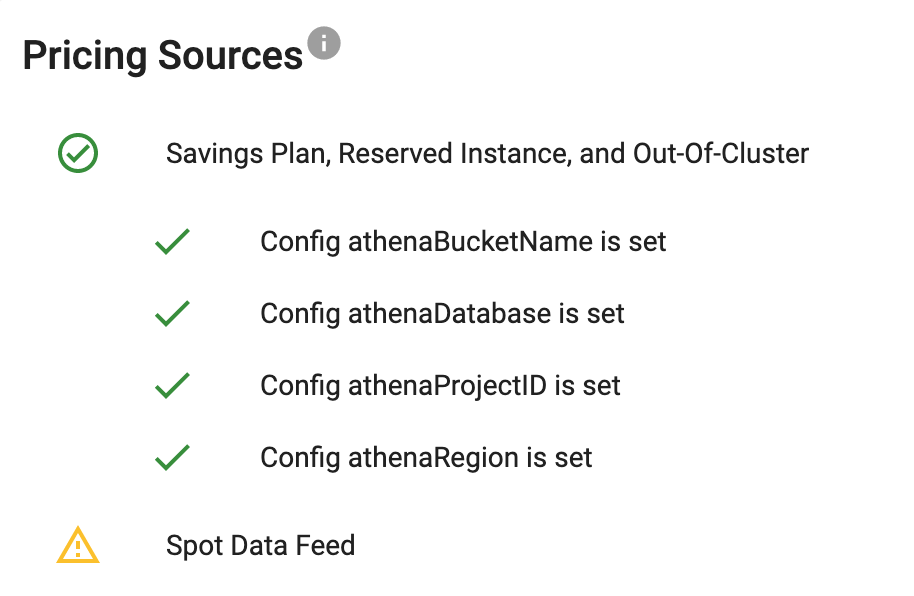 Pricing Sources
Savings Plan, Reserved Instance, and Out-Of-Cluster
Config athenaBucketName is set
Config athenaDatabase is set
Config athenaProjectID is set
Config athenaRegion is set
Spot Data Feed